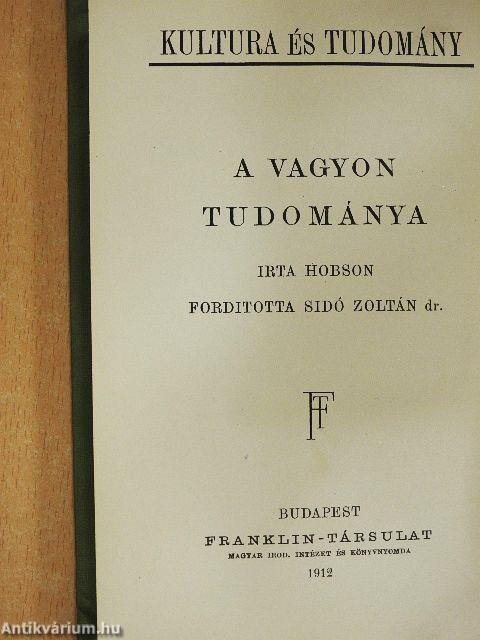 KULTURA ÉS TUDOMÁNY
A VAGYON
TUDOMÁNYA
IRTA HOBSON
FORDITOTTA SIDÓ ZOLTÁN dr.
FT
BUDAPEST
FRANKLIN-TÁRSULAT
MAGYAR IROD. INTÉZET ÉS KÖNYVNYOMDA
1912
Antikvárium.hu